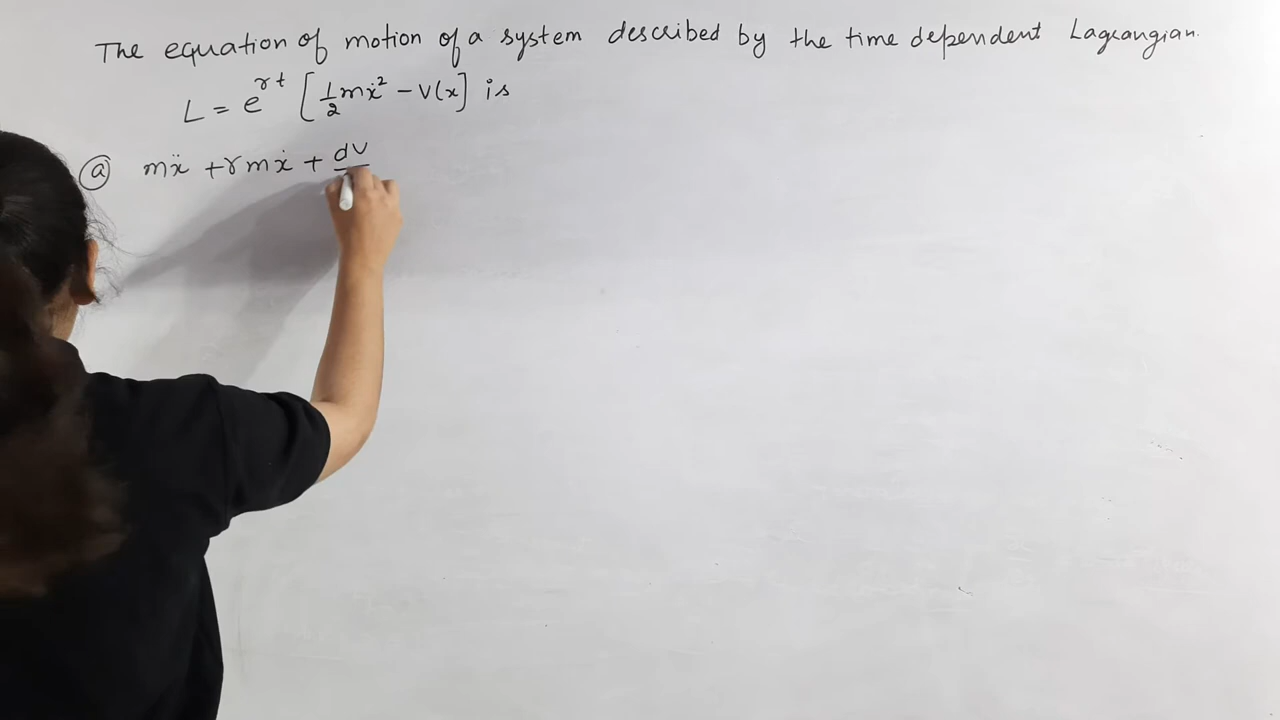 The equation of motion of a system described by the time dependent Lagrangian.
L = e^{γt} [½mẋ² − V(x] is
(a) mẍ + γmẋ + dV